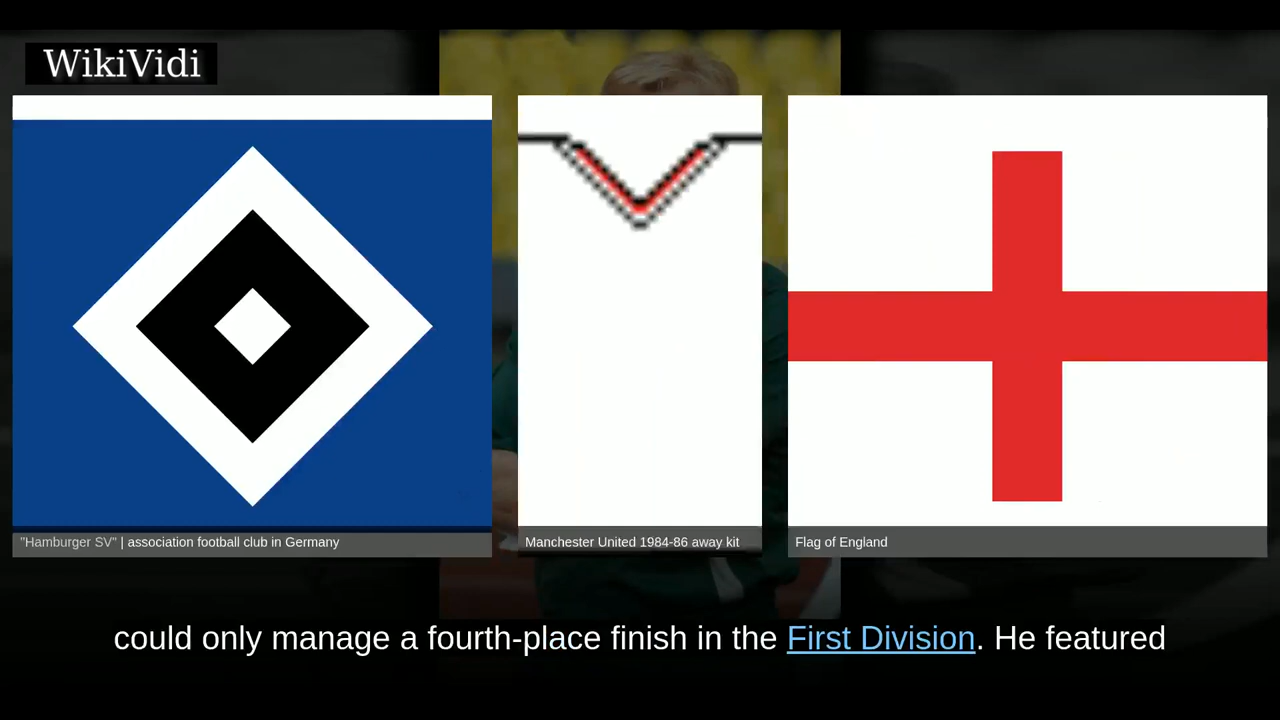 WikiVidi
"Hamburger SV" | association football club in Germany
Manchester United 1984-86 away kit
Flag of England
could only manage a fourth-place finish in the First Division. He featured